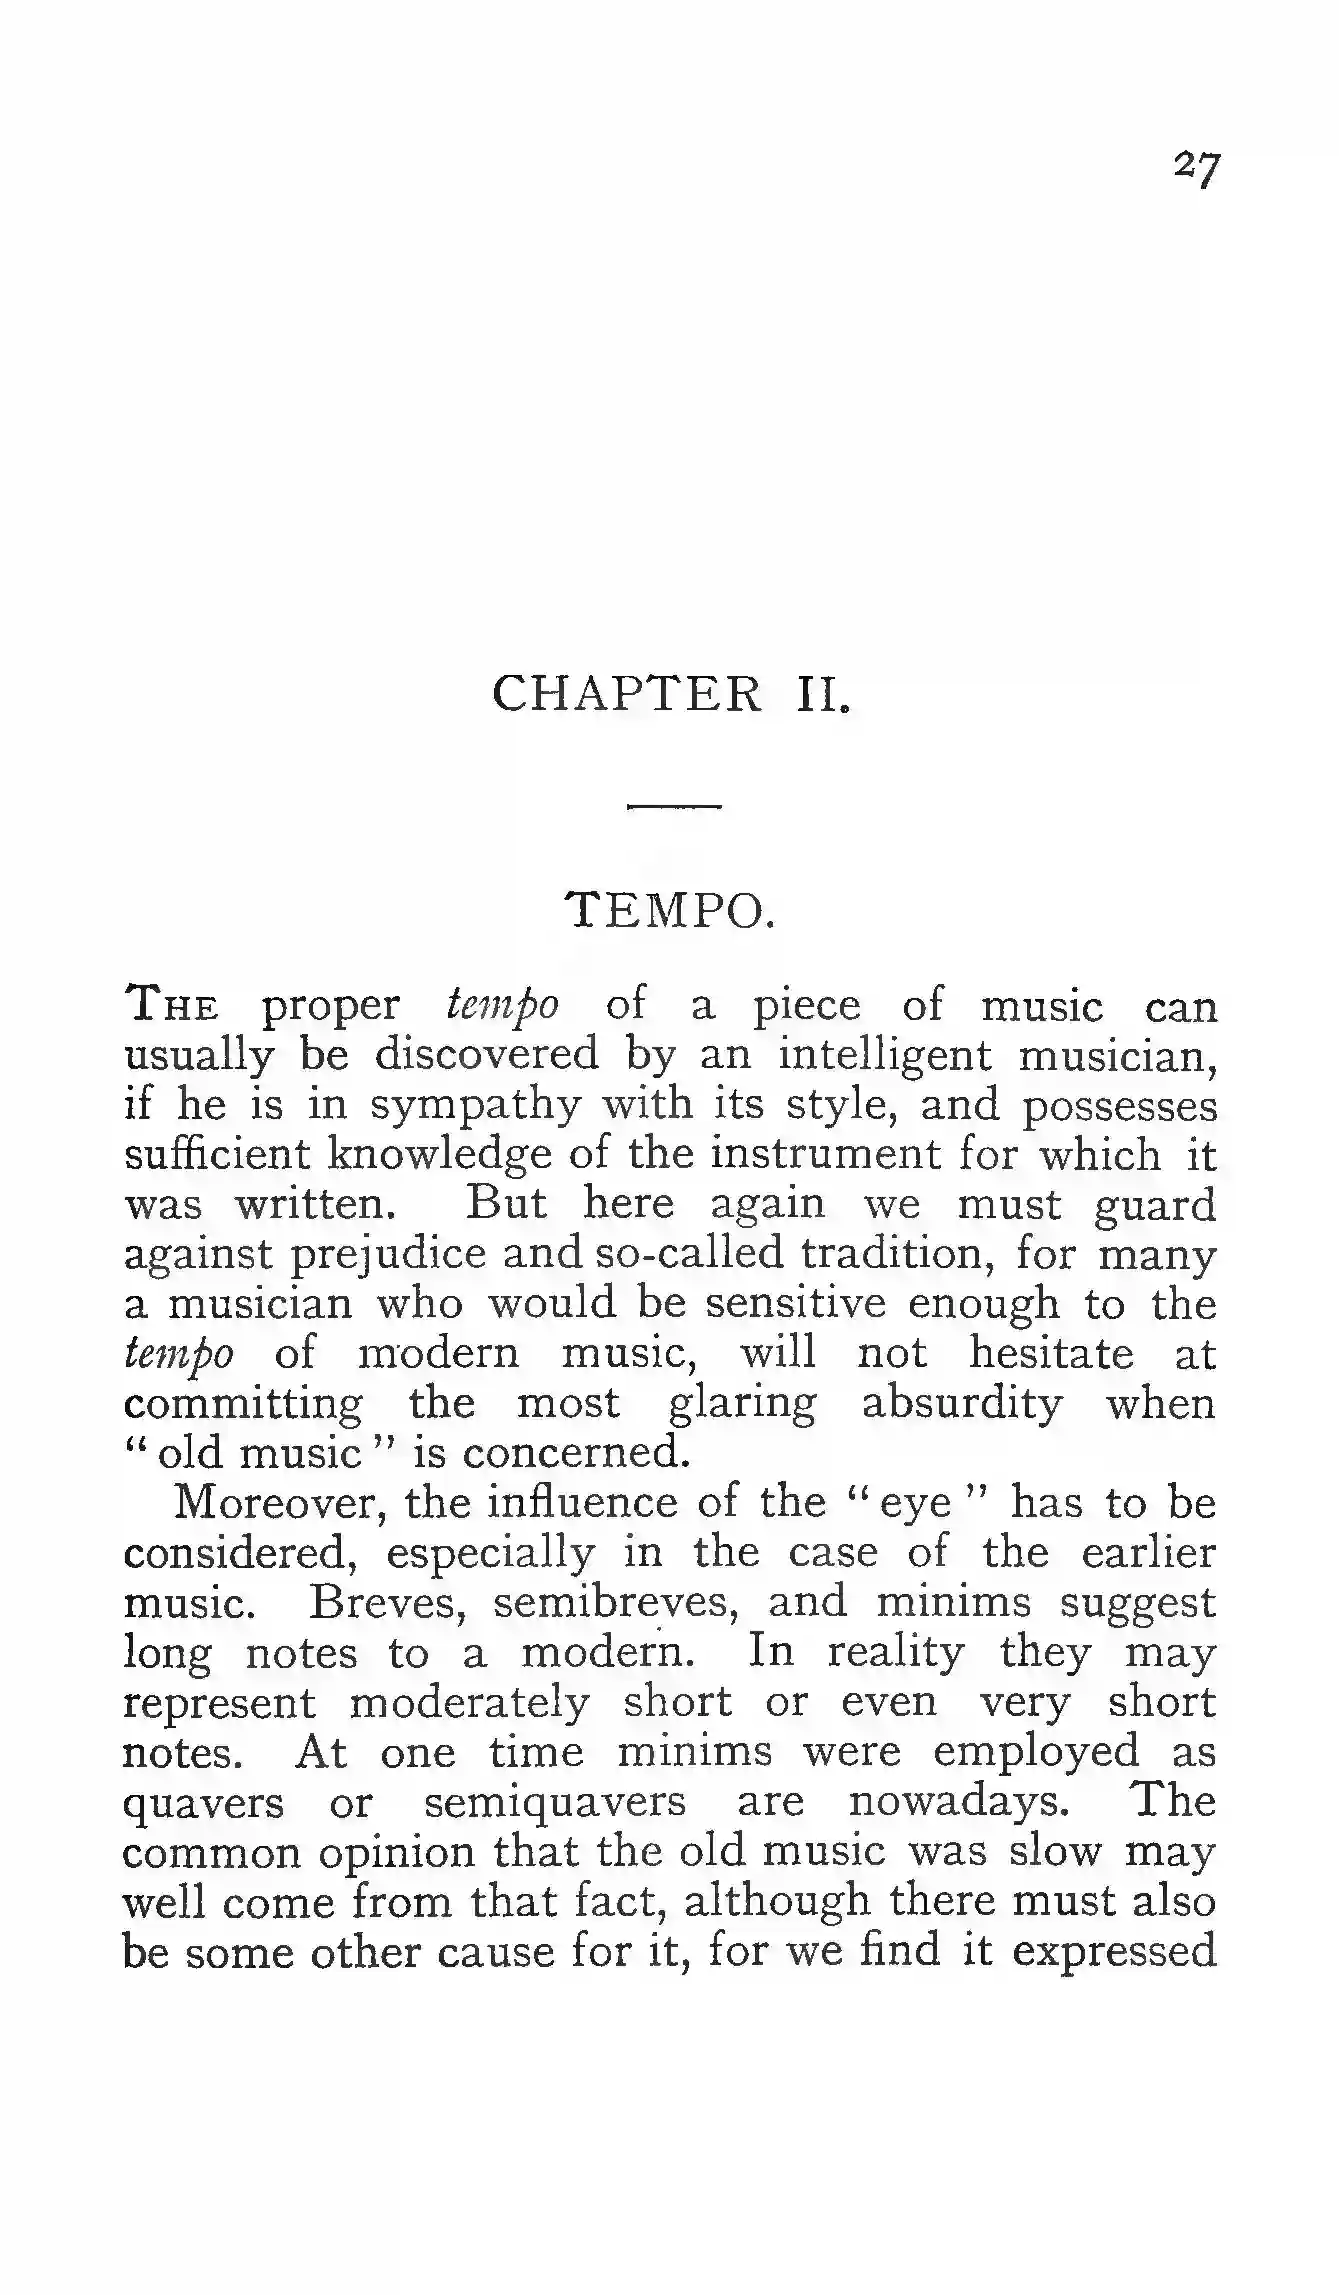 27
CHAPTER II.
TEMPO.
THE proper tempo of a piece of music can
usually be discovered by an intelligent musician,
if he is in sympathy with its style, and possesses
sufficient knowledge of the instrument for which it
was written. But here again we must guard
against prejudice and so-called tradition, for many
a musician who would be sensitive enough to the
tempo of modern music, will not hesitate at
committing the most glaring absurdity when
“ old music ” is concerned.
Moreover, the influence of the “ eye ” has to be
considered, especially in the case of the earlier
music. Breves, semibreves, and minims suggest
long notes to a modern. In reality they may
represent moderately short or even very short
notes. At one time minims were employed as
quavers or semiquavers are nowadays. The
common opinion that the old music was slow may
well come from that fact, although there must also
be some other cause for it, for we find it expressed